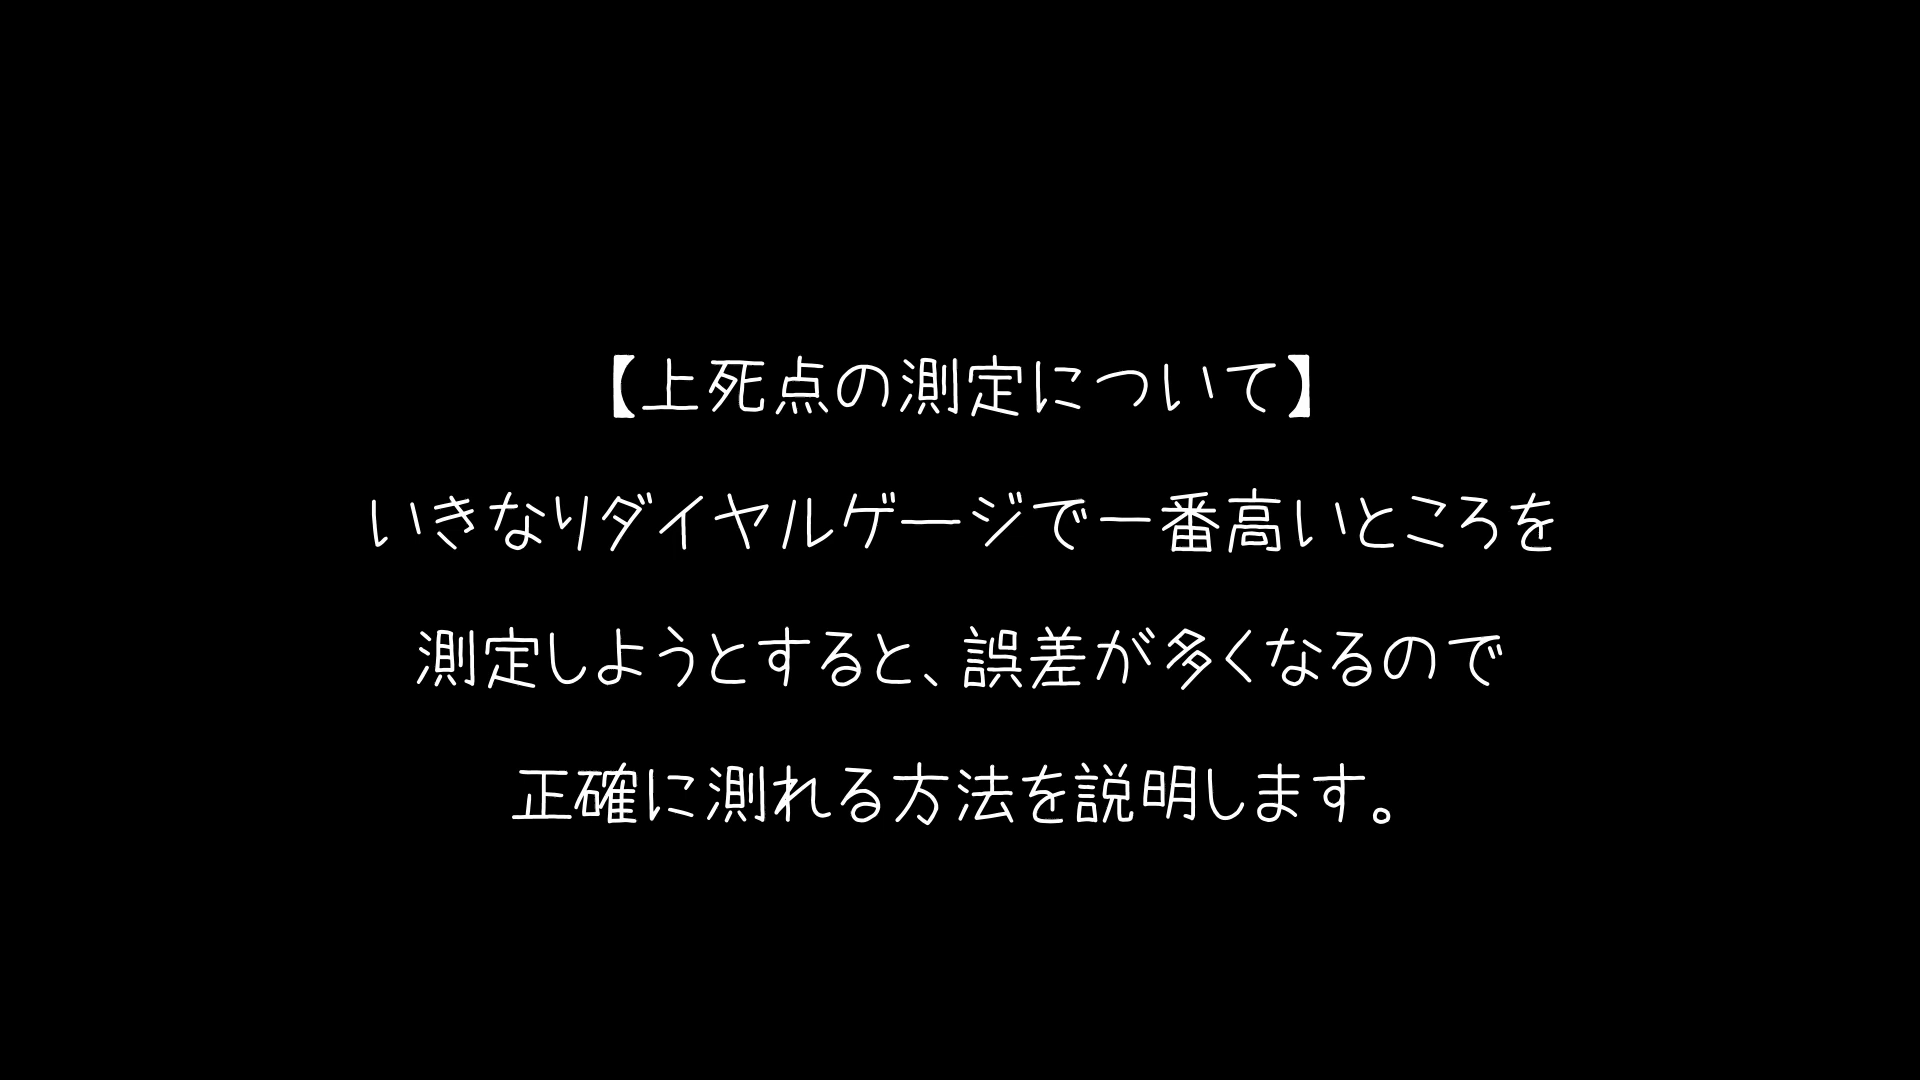 【上死点の測定について】
いきなりダイヤルゲージで一番高いところを
測定しようとすると、誤差が多くなるので
正確に測れる方法を説明します。